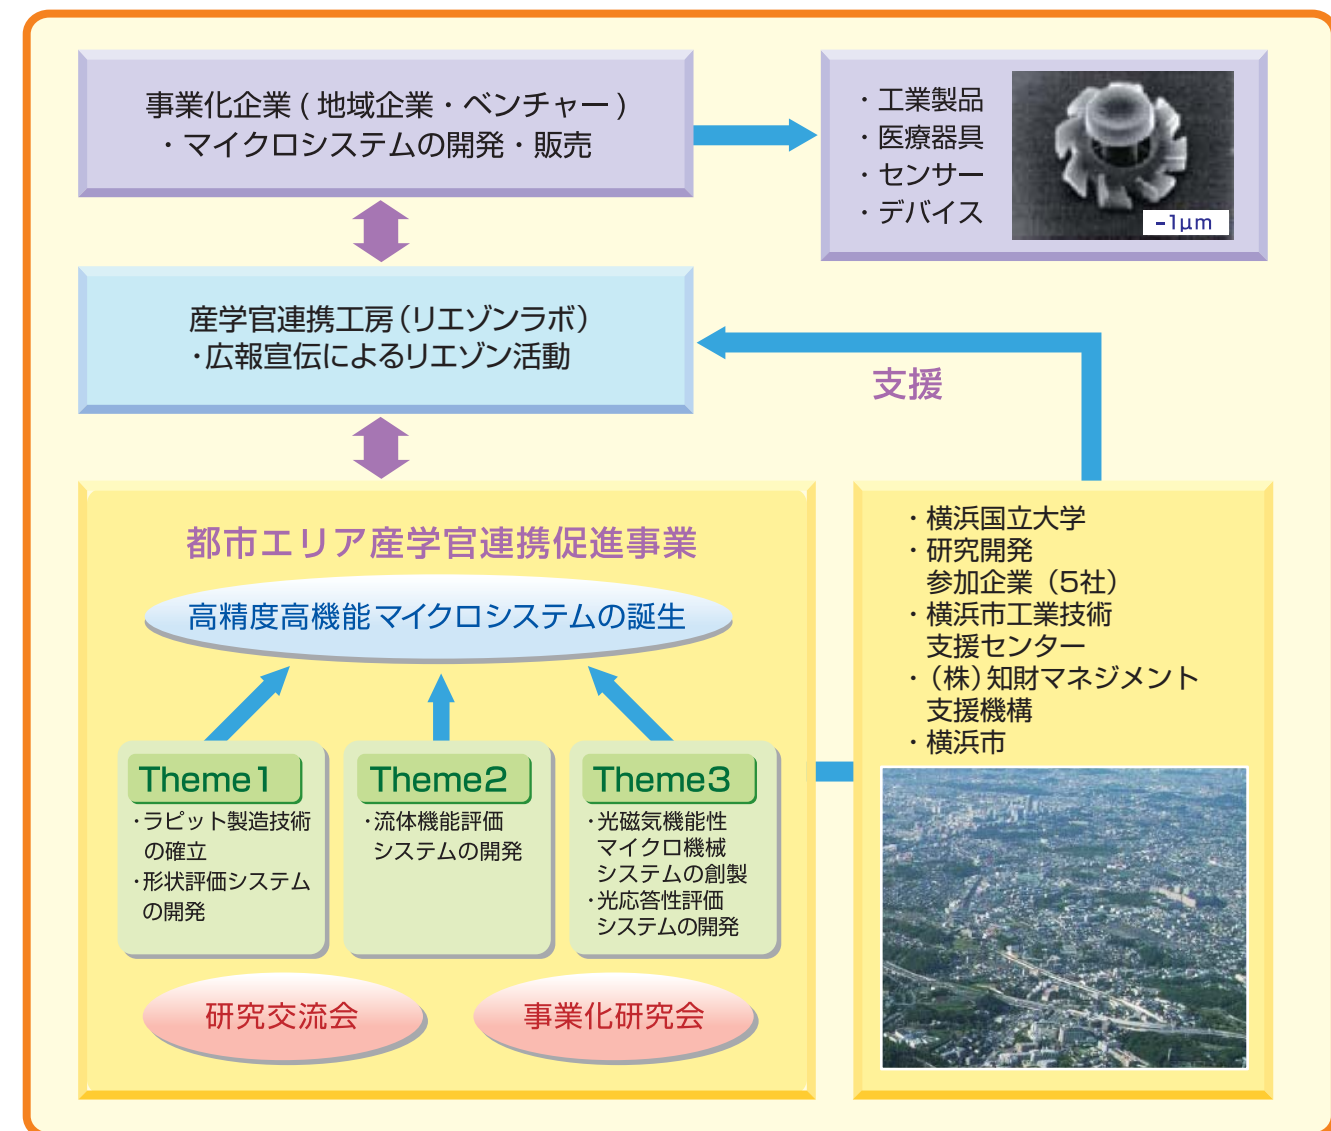 事業化企業(地域企業・ベンチャー)
・マイクロシステムの開発・販売
・工業製品
・医療器具
・センサー
・デバイス
-1μm
産学官連携工房(リエゾンラボ)
・広報宣伝によるリエゾン活動
支援
都市エリア産学官連携促進事業
高精度高機能マイクロシステムの誕生
Theme1
・ラピット製造技術
の確立
・形状評価システム
の開発
Theme2
・流体機能評価
システムの開発
Theme3
・光磁気機能性
マイクロ機械
システムの創製
・光応答性評価
システムの開発
研究交流会
事業化研究会
・横浜国立大学
・研究開発
参加企業(5社)
・横浜市工業技術
支援センター
・(株)知財マネジメント
支援機構
・横浜市